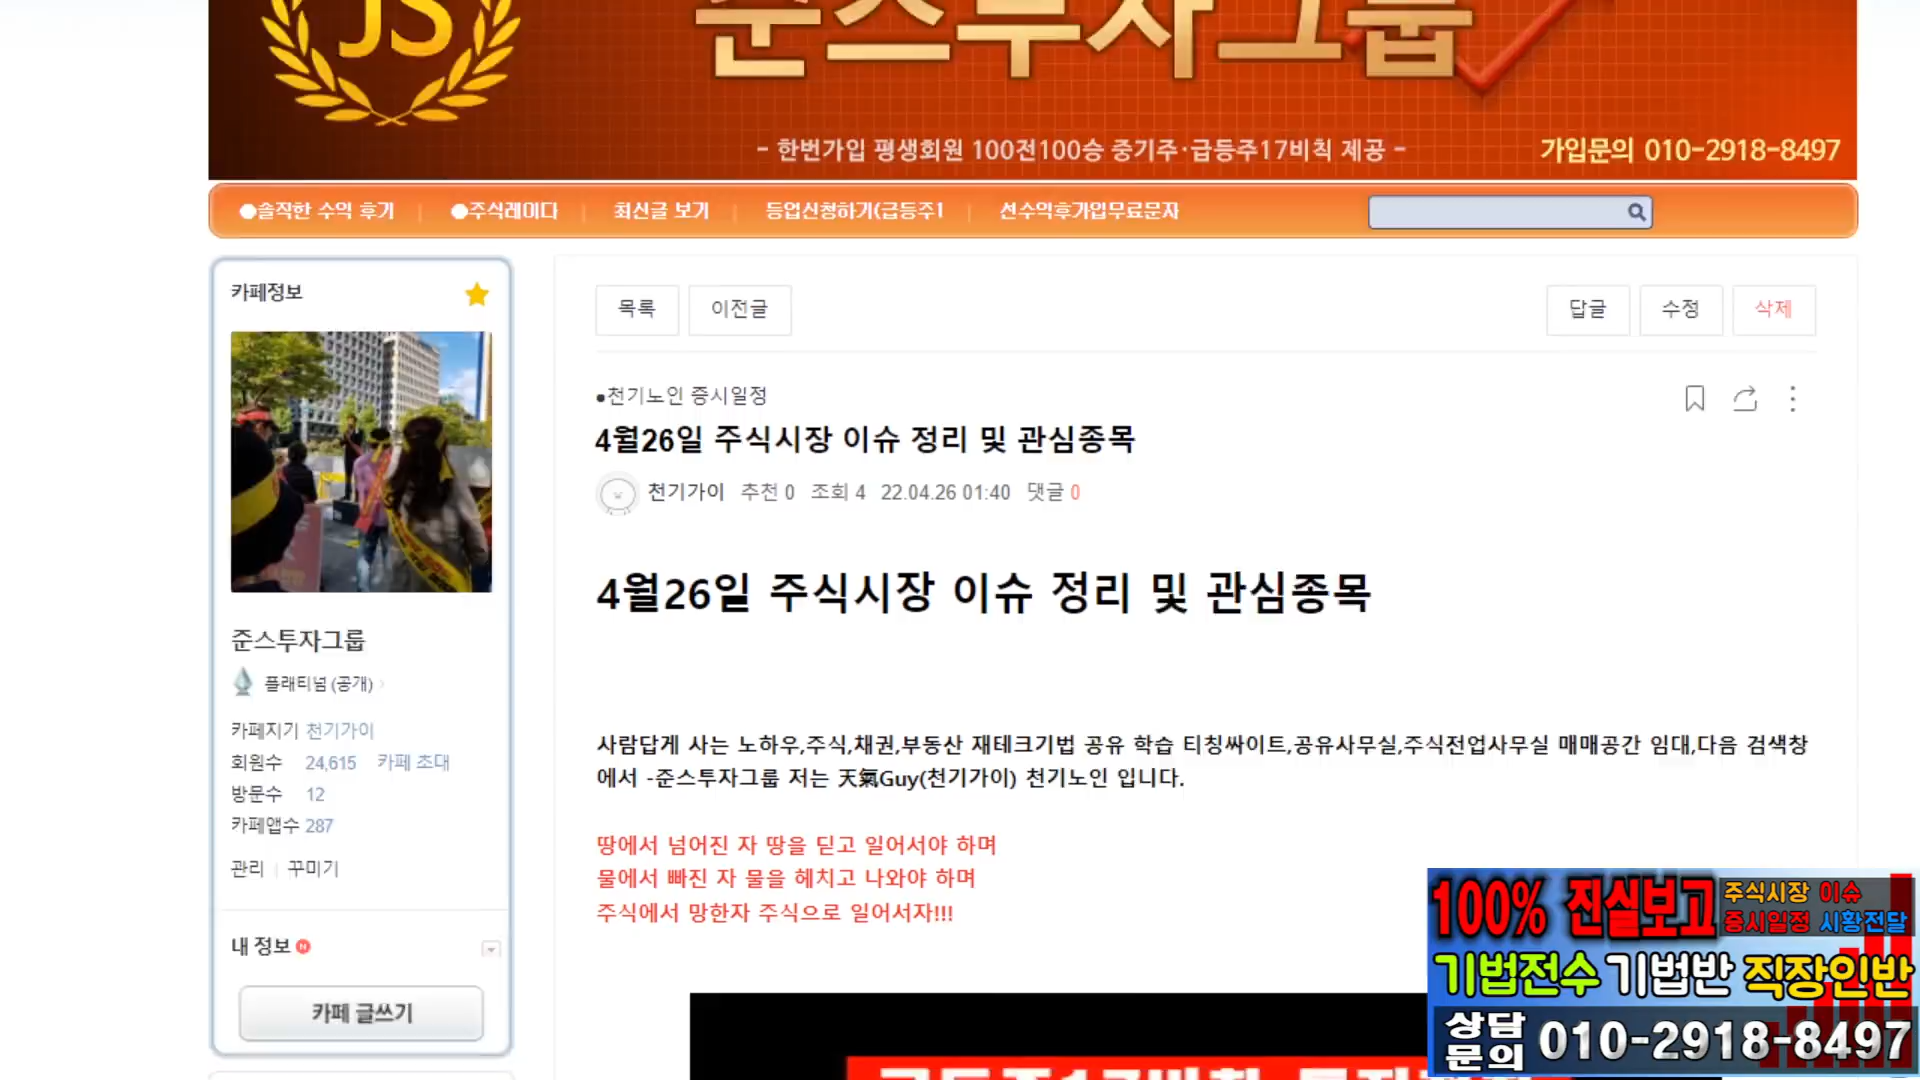 JS 준스투자그룹
- 한번가입 평생회원 100전100승 중기주·급등주17비칙 제공 -
가입문의 010-2918-8497
●솔직한 수익 후기
●주식레이다
최신글 보기
등업신청하기(급등주1
선수익후가입무료문자
카페정보
준스투자그룹
플래티넘 (공개)
카페지기 천기가이
회원수 24,615 카페 초대
방문수 12
카페앱수 287
관리 꾸미기
내 정보 N
카페 글쓰기
목록 이전글
답글 수정 삭제
●천기노인 증시일정
4월26일 주식시장 이슈 정리 및 관심종목
천기가이 추천 0 조회 4 22.04.26 01:40 댓글 0
4월26일 주식시장 이슈 정리 및 관심종목
사람답게 사는 노하우,주식,채권,부동산 재테크기법 공유 학습 티칭싸이트,공유사무실,주식전업사무실 매매공간 임대,다음 검색창
에서 -준스투자그룹 저는 天氣Guy(천기가이) 천기노인 입니다.
땅에서 넘어진 자 땅을 딛고 일어서야 하며
물에서 빠진 자 물을 헤치고 나와야 하며
주식에서 망한자 주식으로 일어서자!!!
100% 진실보고
주식시장 이슈
증시일정 시황전달
기법전수 기법반 직장인반
상담
문의 010-2918-8497